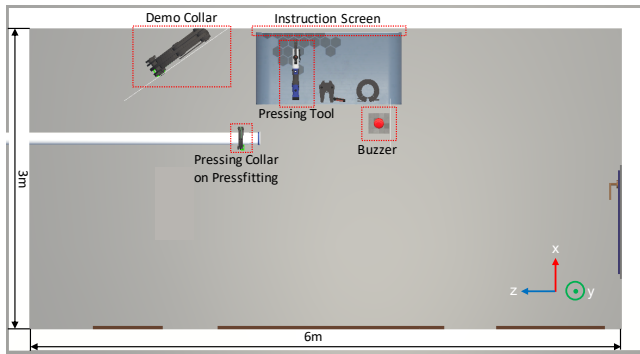 Demo Collar
Instruction Screen
Pressing Tool
Buzzer
Pressing Collar
on Pressfitting
3m
x
z
y
6m